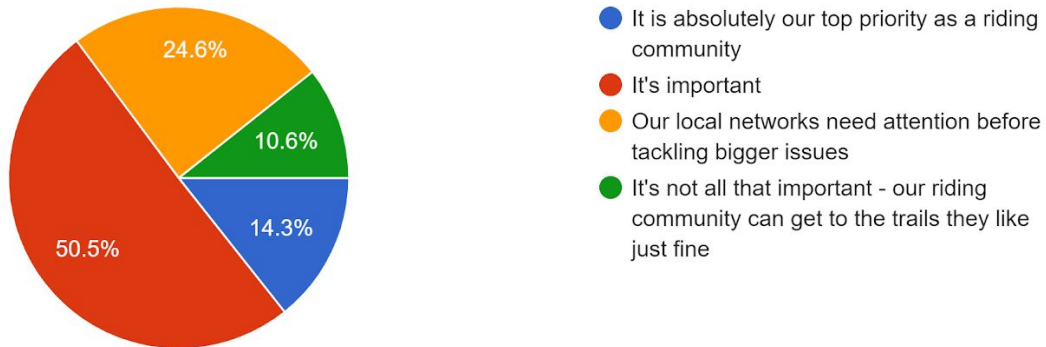 24.6%
10.6%
14.3%
50.5%
It is absolutely our top priority as a riding
community
It's important
Our local networks need attention before
tackling bigger issues
It's not all that important - our riding
community can get to the trails they like
just fine